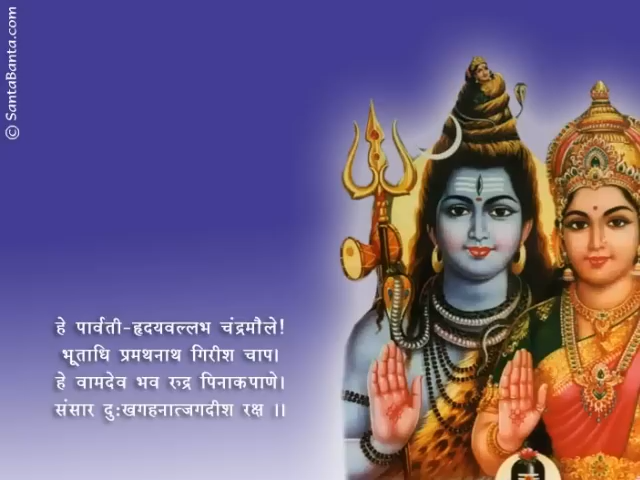 © SantaBanta.com
हे पार्वती-हृदयवल्लभ चंद्रमौले!
भूताधि प्रमथनाथ गिरीश चाप।
हे वामदेव भव रुद्र पिनाकपाणे।
संसार दु:खगहनात्जगदीश रक्ष ।।